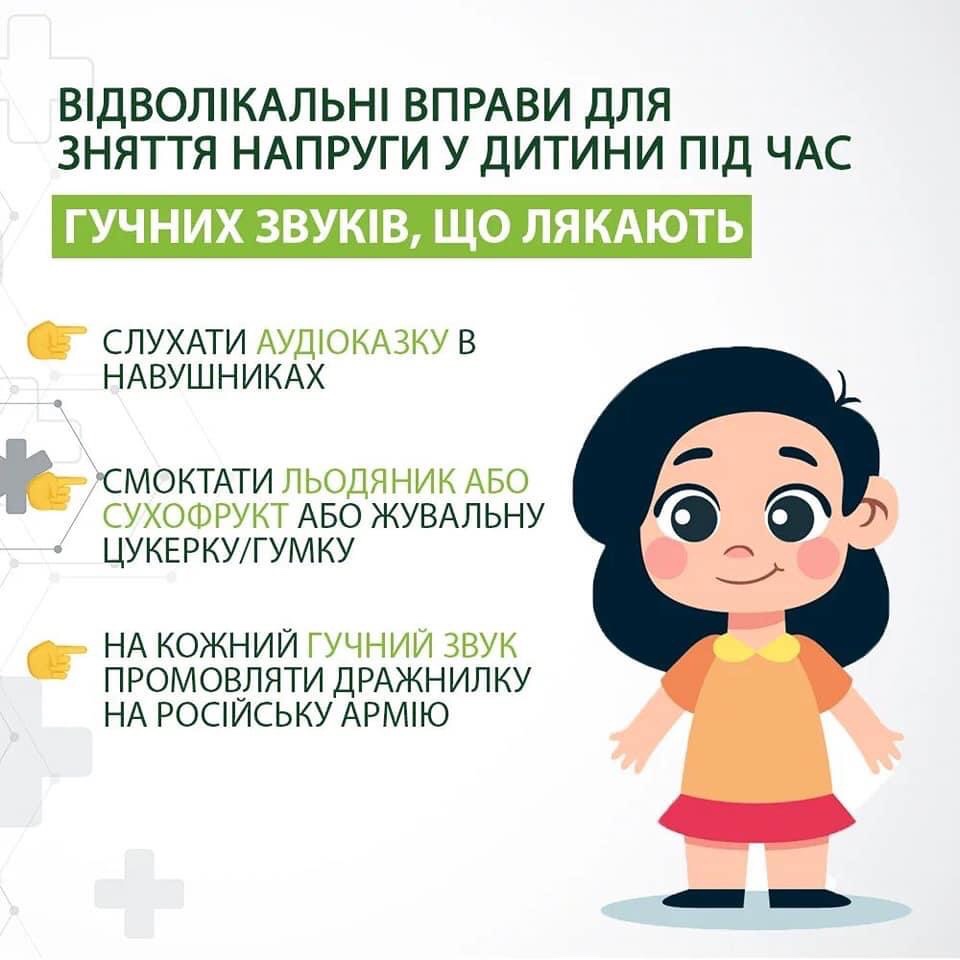 ВІДВОЛІКАЛЬНІ ВПРАВИ ДЛЯ
ЗНЯТТЯ НАПРУГИ У ДИТИНИ ПІД ЧАС
ГУЧНИХ ЗВУКІВ, ЩО ЛЯКАЮТЬ
СЛУХАТИ АУДІОКАЗКУ В
НАВУШНИКАХ
СМОКТАТИ ЛЬОДЯНИК АБО
СУХОФРУКТ АБО ЖУВАЛЬНУ
ЦУКЕРКУ/ГУМКУ
НА КОЖНИЙ ГУЧНИЙ ЗВУК
ПРОМОВЛЯТИ ДРАЖНИЛКУ
НА РОСІЙСЬКУ АРМІЮ